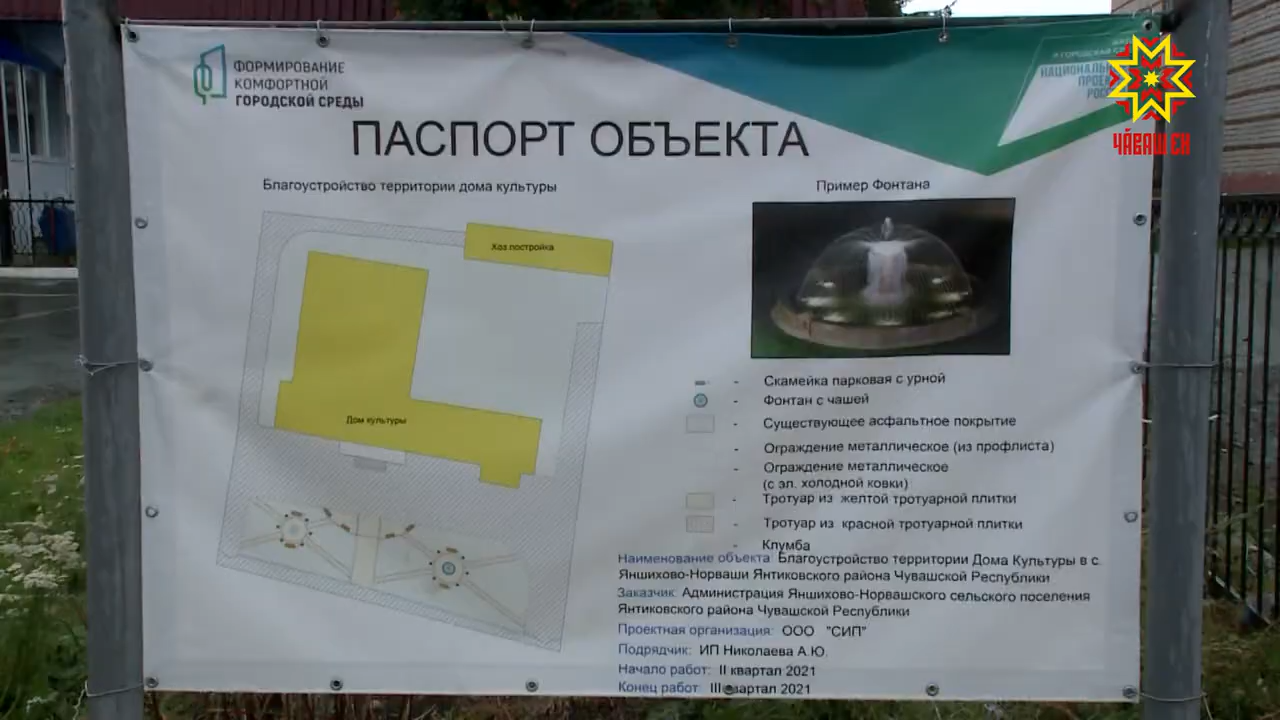 ФОРМИРОВАНИЕ
КОМФОРТНОЙ
ГОРОДСКОЙ СРЕДЫ
НАЦИОНАЛЬ
ПРОЕ
РОС
ЧӐВАШ ЕН
ПАСПОРТ ОБЪЕКТА
Благоустройство территории дома культуры
Пример Фонтана
Хоз постройка
Дом культуры
- Скамейка парковая с урной
- Фонтан с чашей
- Существующее асфальтное покрытие
- Ограждение металлическое (из профлиста)
- Ограждение металлическое
(с эл. холодной ковки)
- Тротуар из желтой тротуарной плитки
- Тротуар из красной тротуарной плитки
- Клумба
Наименование объекта: Благоустройство территории Дома Культуры в с.
Яншихово-Норваши Янтиковского района Чувашской Республики
Заказчик: Администрация Яншихово-Норвашского сельского поселения
Янтиковского района Чувашской Республики
Проектная организация: ООО "СИП"
Подрядчик: ИП Николаева А.Ю.
Начало работ: II квартал 2021
Конец работ: III квартал 2021